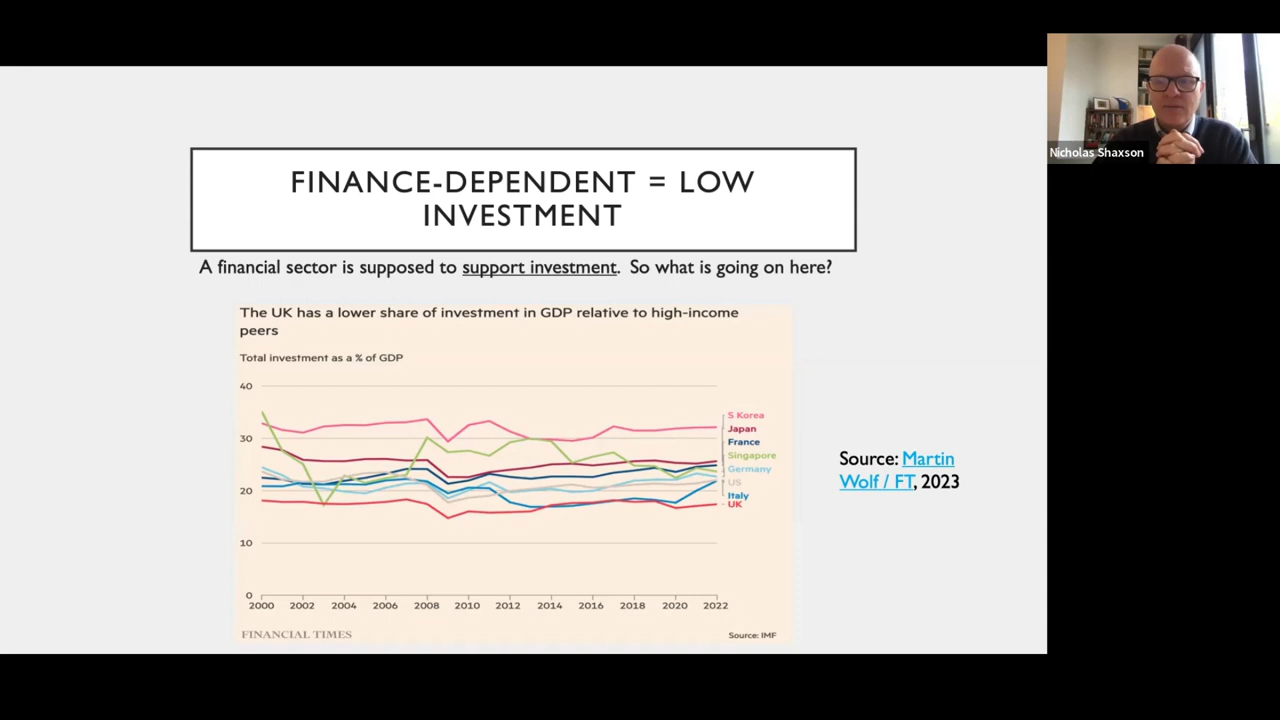 FINANCE-DEPENDENT = LOW
INVESTMENT
A financial sector is supposed to support investment. So what is going on here?
The UK has a lower share of investment in GDP relative to high-income
peers
Total investment as a % of GDP
40
30
20
10
0
2000 2002 2004 2006 2008 2010 2012 2014 2016 2018 2020 2022
S Korea
Japan
France
Singapore
Germany
US
Italy
UK
FINANCIAL TIMES
Source: IMF
Source: Martin
Wolf / FT, 2023
Nicholas Shaxson